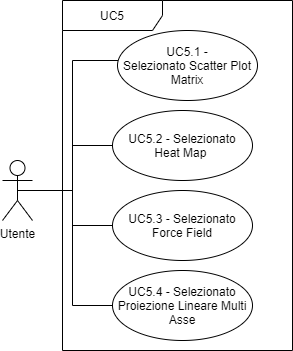 UC5
UC5.1 -
Selezionato Scatter Plot
Matrix
UC5.2 - Selezionato
Heat Map
Utente
UC5.3 - Selezionato
Force Field
UC5.4 - Selezionato
Proiezione Lineare Multi
Asse